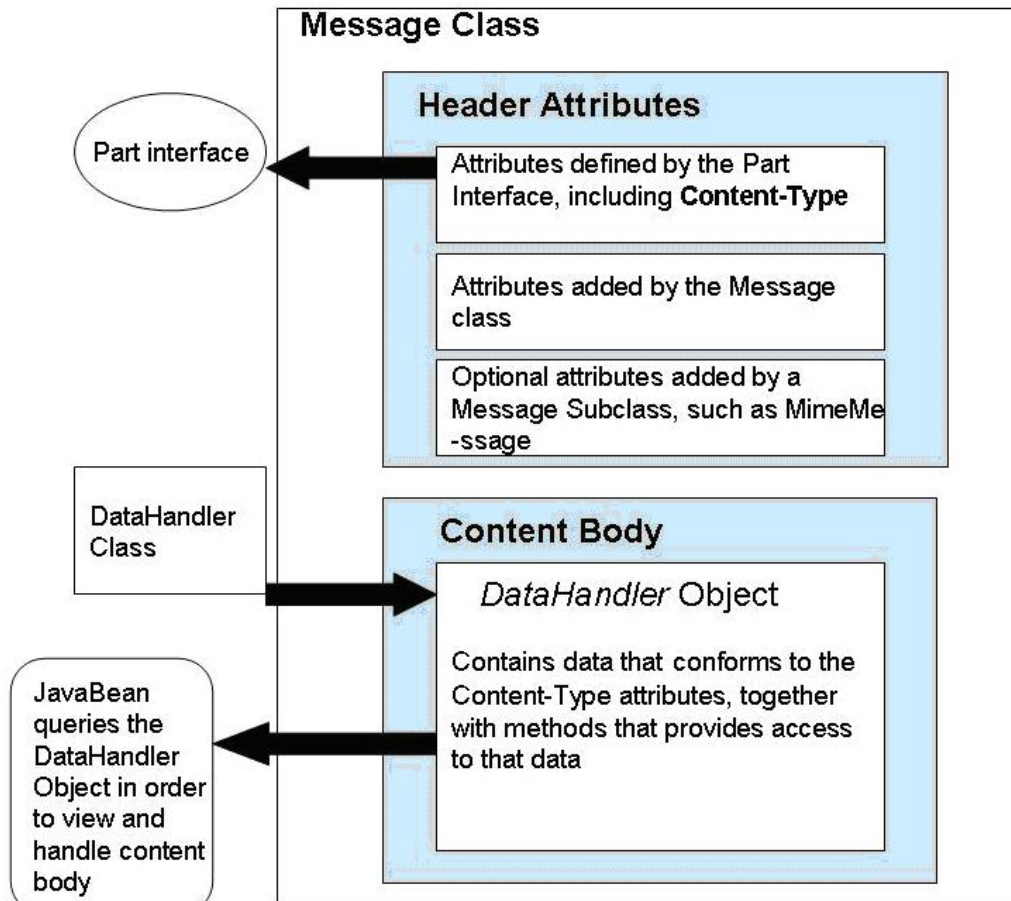 Message Class
Header Attributes
Part interface
Attributes defined by the Part
Interface, including Content-Type
Attributes added by the Message
class
Optional attributes added by a
Message Subclass, such as MimeMe
-ssage
DataHandler
Class
Content Body
DataHandler Object
Contains data that conforms to the
Content-Type attributes, together
with methods that provides access
to that data
JavaBean
queries the
DataHandler
Object in order
to view and
handle content
body